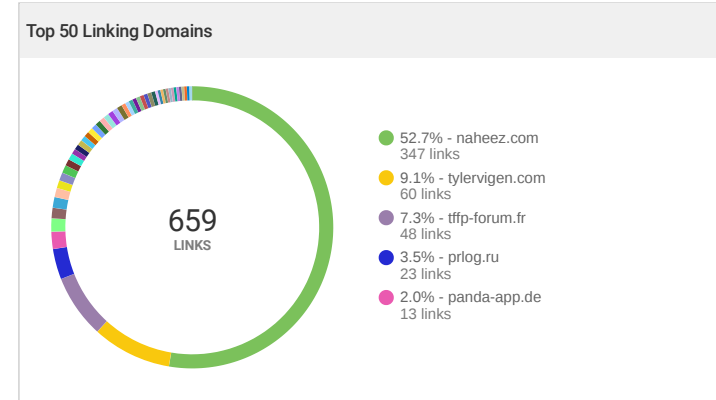 Top 50 Linking Domains
659
LINKS
52.7% - naheez.com
347 links
9.1% - tylervigen.com
60 links
7.3% - tffp-forum.fr
48 links
3.5% - prlog.ru
23 links
2.0% - panda-app.de
13 links